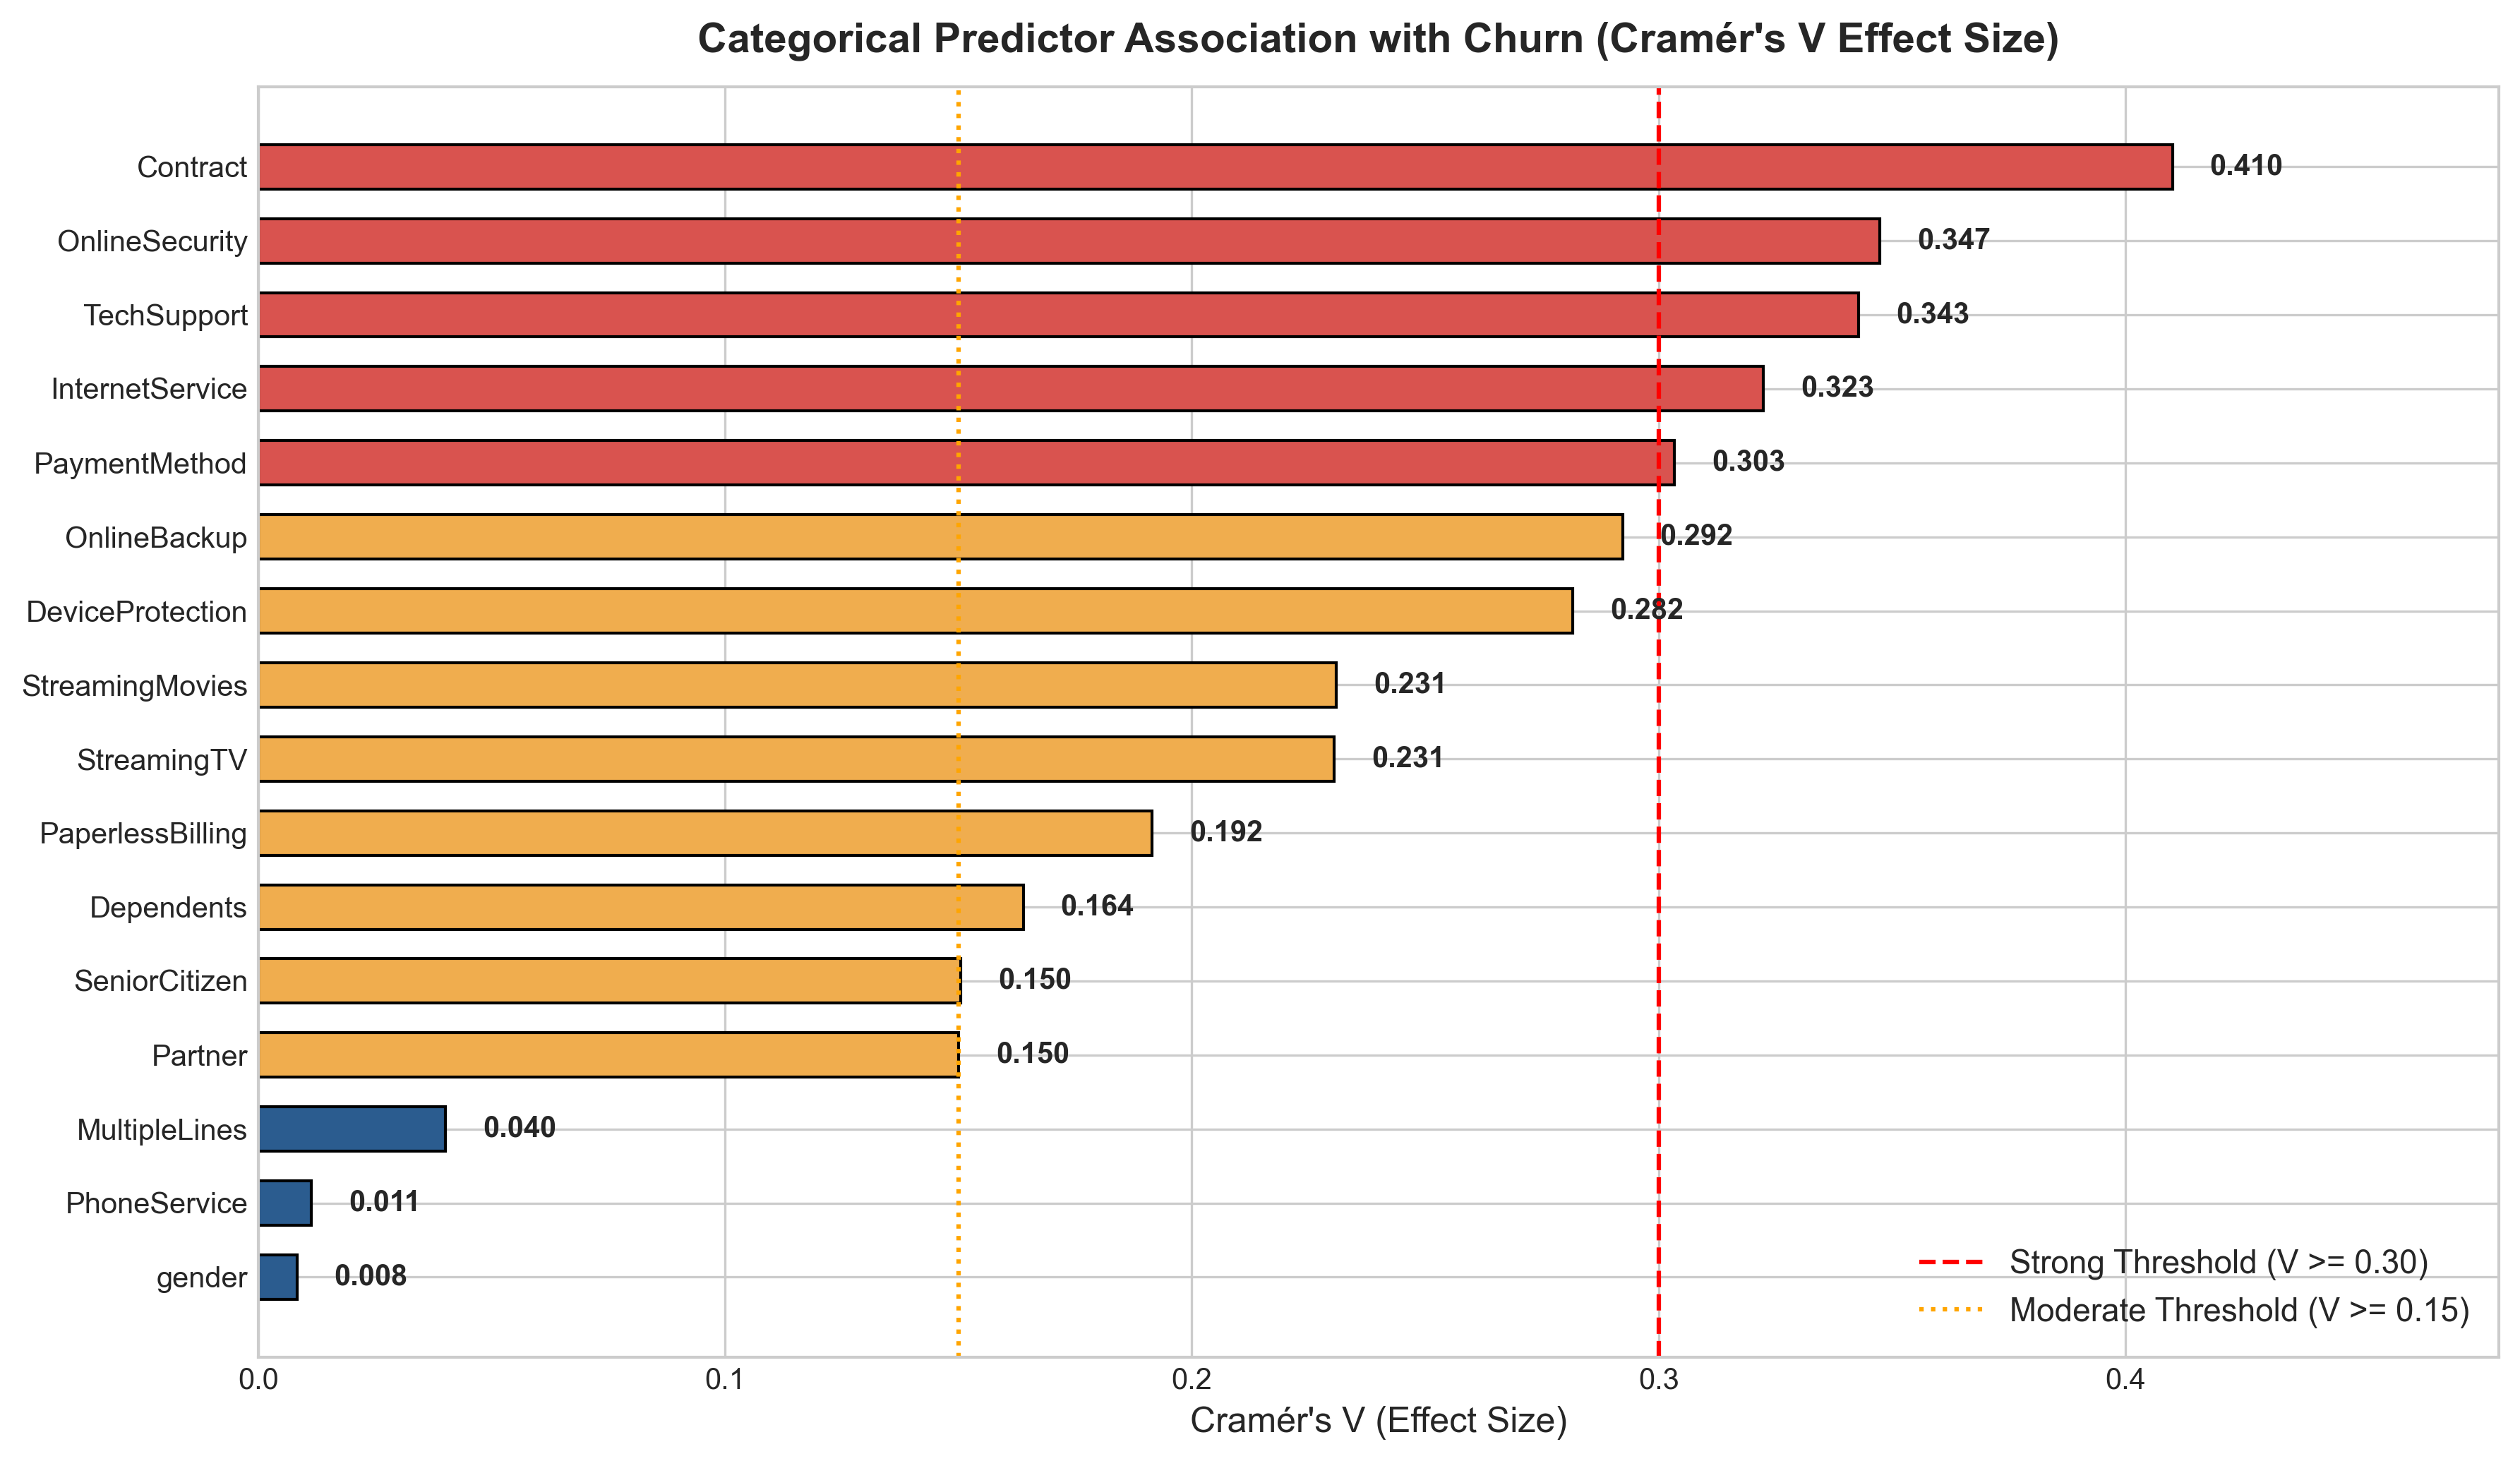 Categorical Predictor Association with Churn (Cramér's V Effect Size)
Contract 0.410
OnlineSecurity 0.347
TechSupport 0.343
InternetService 0.323
PaymentMethod 0.303
OnlineBackup 0.292
DeviceProtection 0.282
StreamingMovies 0.231
StreamingTV 0.231
PaperlessBilling 0.192
Dependents 0.164
SeniorCitizen 0.150
Partner 0.150
MultipleLines 0.040
PhoneService 0.011
gender 0.008
Strong Threshold (V >= 0.30)
Moderate Threshold (V >= 0.15)
0.0 0.1 0.2 0.3 0.4
Cramér's V (Effect Size)